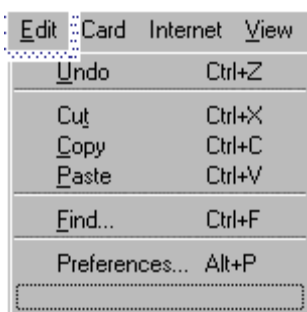 Edit Card Internet View
Undo Ctrl+Z
Cut Ctrl+X
Copy Ctrl+C
Paste Ctrl+V
Find... Ctrl+F
Preferences... Alt+P